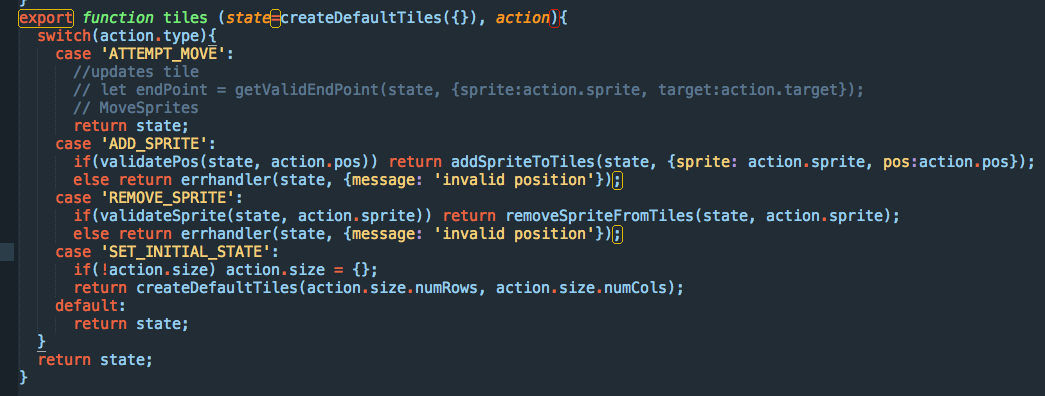 }
export function tiles (state=createDefaultTiles({}), action){
switch(action.type){
case 'ATTEMPT_MOVE':
//updates tile
// let endPoint = getValidEndPoint(state, {sprite:action.sprite, target:action.target});
// MoveSprites
return state;
case 'ADD_SPRITE':
if(validatePos(state, action.pos)) return addSpriteToTiles(state, {sprite: action.sprite, pos:action.pos});
else return errhandler(state, {message: 'invalid position'});
case 'REMOVE_SPRITE':
if(validateSprite(state, action.sprite)) return removeSpriteFromTiles(state, action.sprite);
else return errhandler(state, {message: 'invalid position'});
case 'SET_INITIAL_STATE':
if(!action.size) action.size = {};
return createDefaultTiles(action.size.numRows, action.size.numCols);
default:
return state;
}
return state;
}